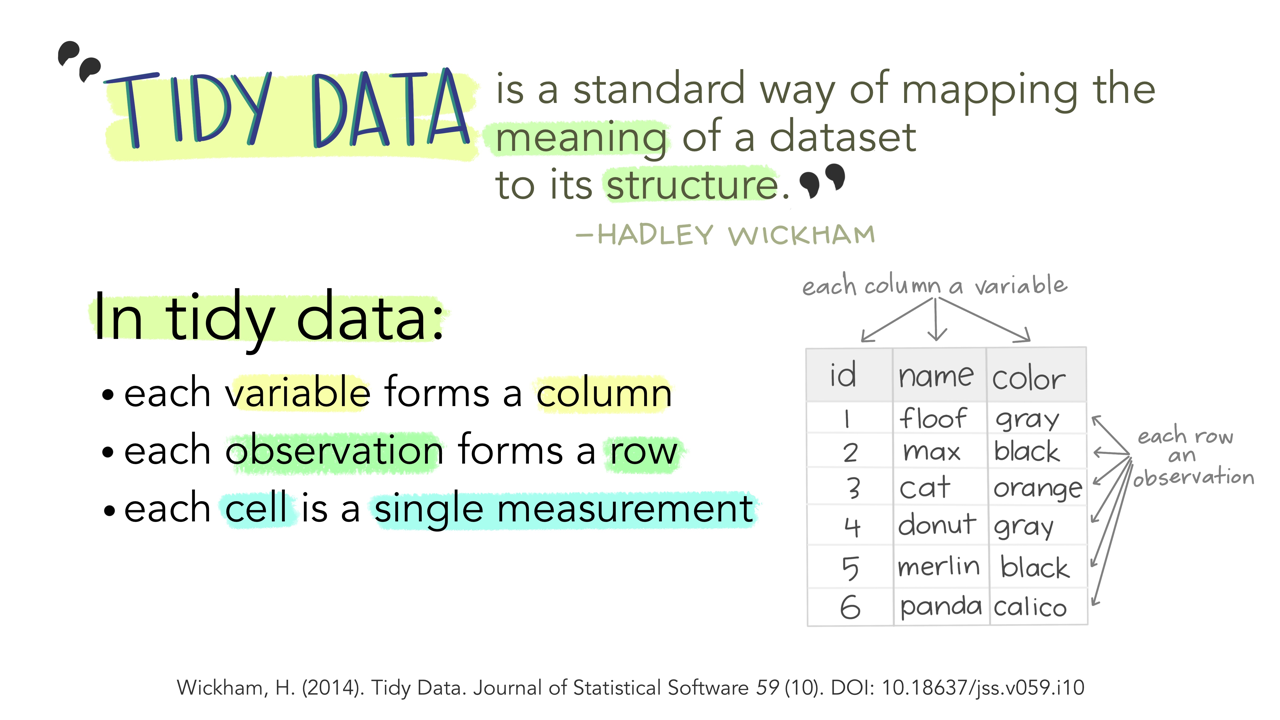 "TIDY DATA is a standard way of mapping the
meaning of a dataset
to its structure."
–HADLEY WICKHAM
In tidy data:
• each variable forms a column
• each observation forms a row
• each cell is a single measurement
each column a variable
id name color
1 floof gray
2 max black
3 cat orange
4 donut gray
5 merlin black
6 panda calico
each row
an
observation
Wickham, H. (2014). Tidy Data. Journal of Statistical Software 59 (10). DOI: 10.18637/jss.v059.i10